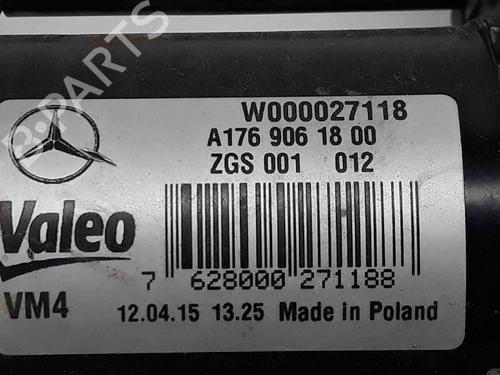 W000027118
A176 906 18 00
ZGS 001 012
Valeo
7 628000 271188
VM4 12.04.15 13.25 Made in Poland
B-PARTS